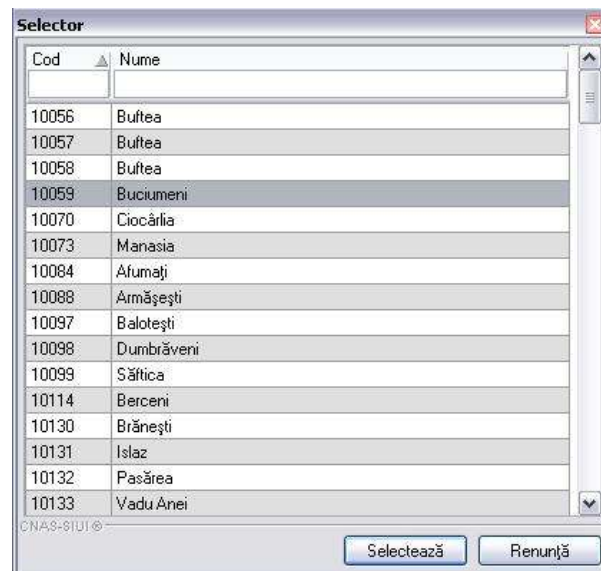 Selector
Cod Nume
10056 Buftea
10057 Buftea
10058 Buftea
10059 Buciumeni
10070 Ciocârlia
10073 Manasia
10084 Afumaţi
10088 Armăşeşti
10097 Baloteşti
10098 Dumbrăveni
10099 Săftica
10114 Berceni
10130 Brăneşti
10131 Islaz
10132 Pasărea
10133 Vadu Anei
CNAS-SIUI ®
Selectează Renunţă